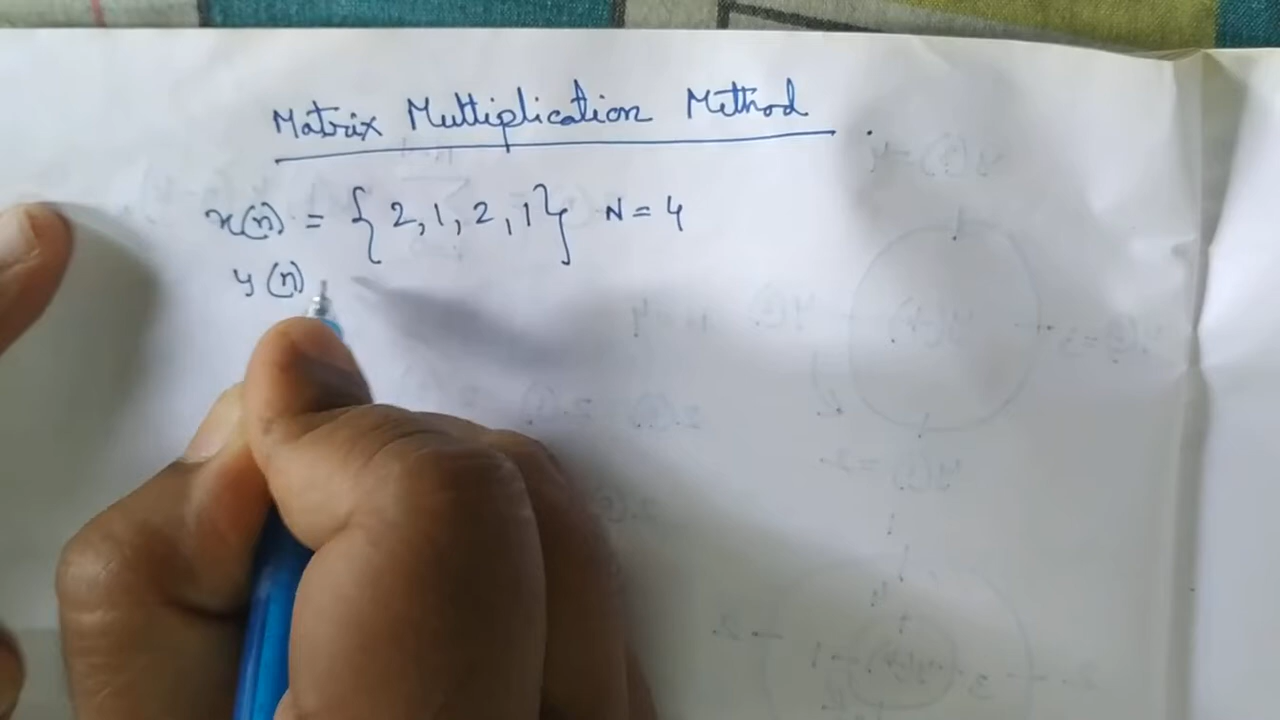 Matrix Multiplication Method
x(n) = {2, 1, 2, 1} N = 4
y(n)